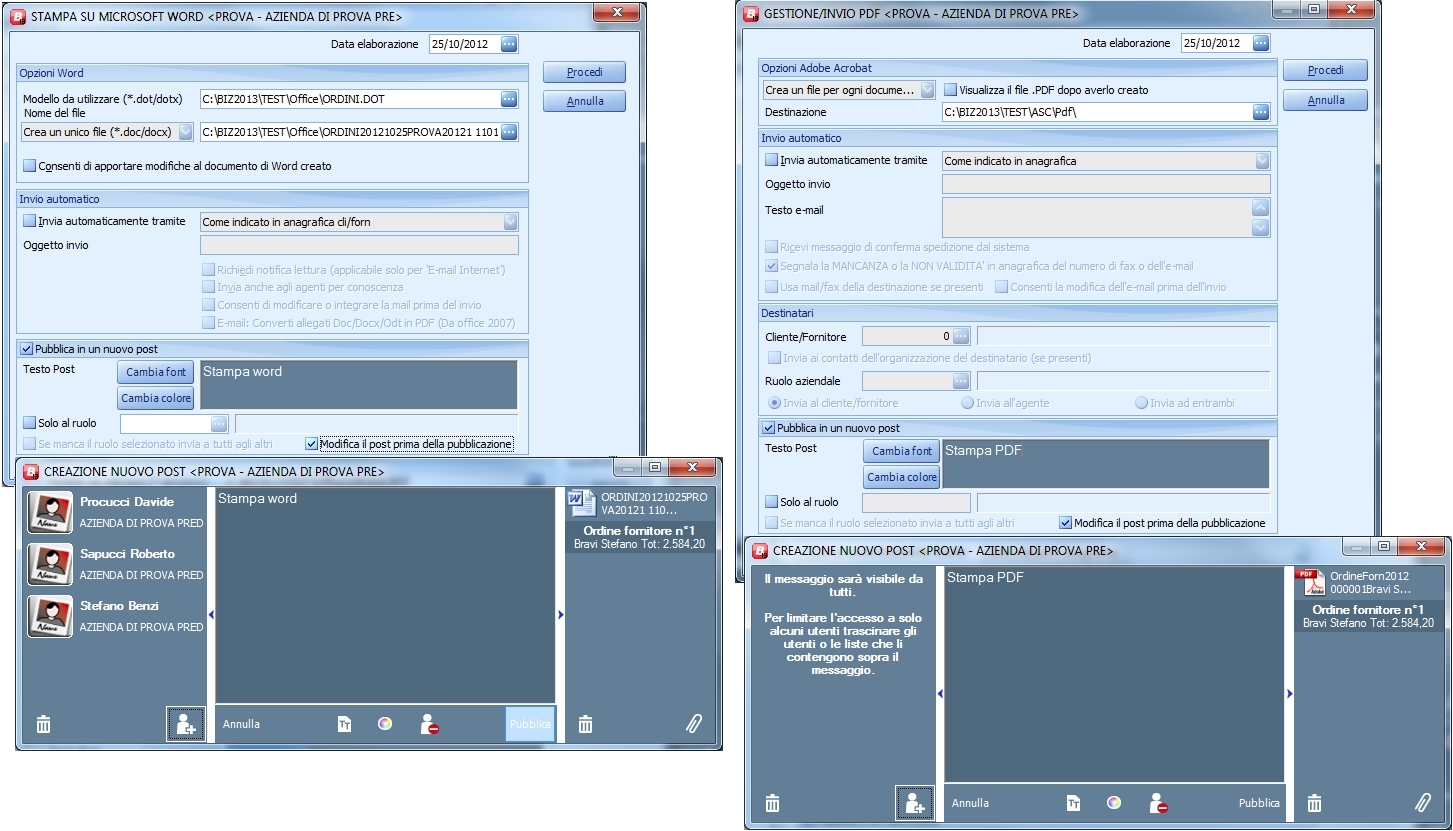 STAMPA SU MICROSOFT WORD <PROVA - AZIENDA DI PROVA PRE>
Data elaborazione 25/10/2012
Procedi
Annulla
Opzioni Word
Modello da utilizzare (*.dot/dotx) C:\BIZ2013\TEST\Office\ORDINI.DOT
Nome del file
Crea un unico file (*.doc/docx) C:\BIZ2013\TEST\Office\ORDINI20121025PROVA20121 1101
Consenti di apportare modifiche al documento di Word creato
Invio automatico
Invia automaticamente tramite Come indicato in anagrafica cli/forn
Oggetto invio
Richiedi notifica lettura (applicabile solo per 'E-mail Internet')
Invia anche agli agenti per conoscenza
Consenti di modificare o integrare la mail prima del invio
E-mail: Converti allegati Doc/Docx/Odt in PDF (Da office 2007)
Pubblica in un nuovo post
Testo Post Cambia font Stampa word
Cambia colore
Solo al ruolo
Se manca il ruolo selezionato invia a tutti agli altri Modifica il post prima della pubblicazione
CREAZIONE NUOVO POST <PROVA - AZIENDA DI PROVA PRE>
Procucci Davide
AZIENDA DI PROVA PRED
Sapucci Roberto
AZIENDA DI PROVA PRED
Stefano Benzi
AZIENDA DI PROVA PRED
Stampa word
ORDINI20121025PRO
VA20121 110...
Ordine fornitore n°1
Bravi Stefano Tot: 2.584,20
Annulla Pubblica
GESTIONE/INVIO PDF <PROVA - AZIENDA DI PROVA PRE>
Data elaborazione 25/10/2012
Procedi
Annulla
Opzioni Adobe Acrobat
Crea un file per ogni docume... Visualizza il file .PDF dopo averlo creato
Destinazione C:\BIZ2013\TEST\ASC\Pdf\
Invio automatico
Invia automaticamente tramite Come indicato in anagrafica
Oggetto invio
Testo e-mail
Ricevi messaggio di conferma spedizione dal sistema
Segnala la MANCANZA o la NON VALIDITA' in anagrafica del numero di fax o dell'e-mail
Usa mail/fax della destinazione se presenti Consenti la modifica dell'e-mail prima dell'invio
Destinatari
Cliente/Fornitore 0
Invia ai contatti dell'organizzazione del destinatario (se presenti)
Ruolo aziendale
Invia al cliente/fornitore Invia all'agente Invia ad entrambi
Pubblica in un nuovo post
Testo Post Cambia font Stampa PDF
Cambia colore
Solo al ruolo
Se manca il ruolo selezionato invia a tutti agli altri Modifica il post prima della pubblicazione
CREAZIONE NUOVO POST <PROVA - AZIENDA DI PROVA PRE>
Il messaggio sarà visibile da
tutti.
Per limitare l'accesso a solo
alcuni utenti trascinare gli
utenti o le liste che li
contengono sopra il
messaggio.
Stampa PDF
PDF
OrdineForn2012
000001Bravi S...
Ordine fornitore n°1
Bravi Stefano Tot: 2.584,20
Annulla Pubblica